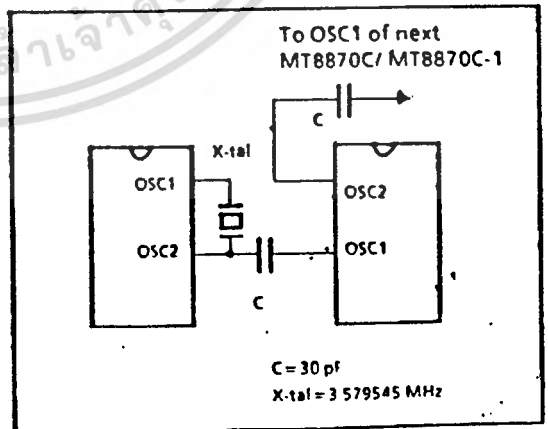 To OSC1 of next
MT8870C/ MT8870C-1
C
X-tal
OSC1
OSC2
OSC2
OSC1
C
C = 30 pF
X-tal = 3 579545 MHz